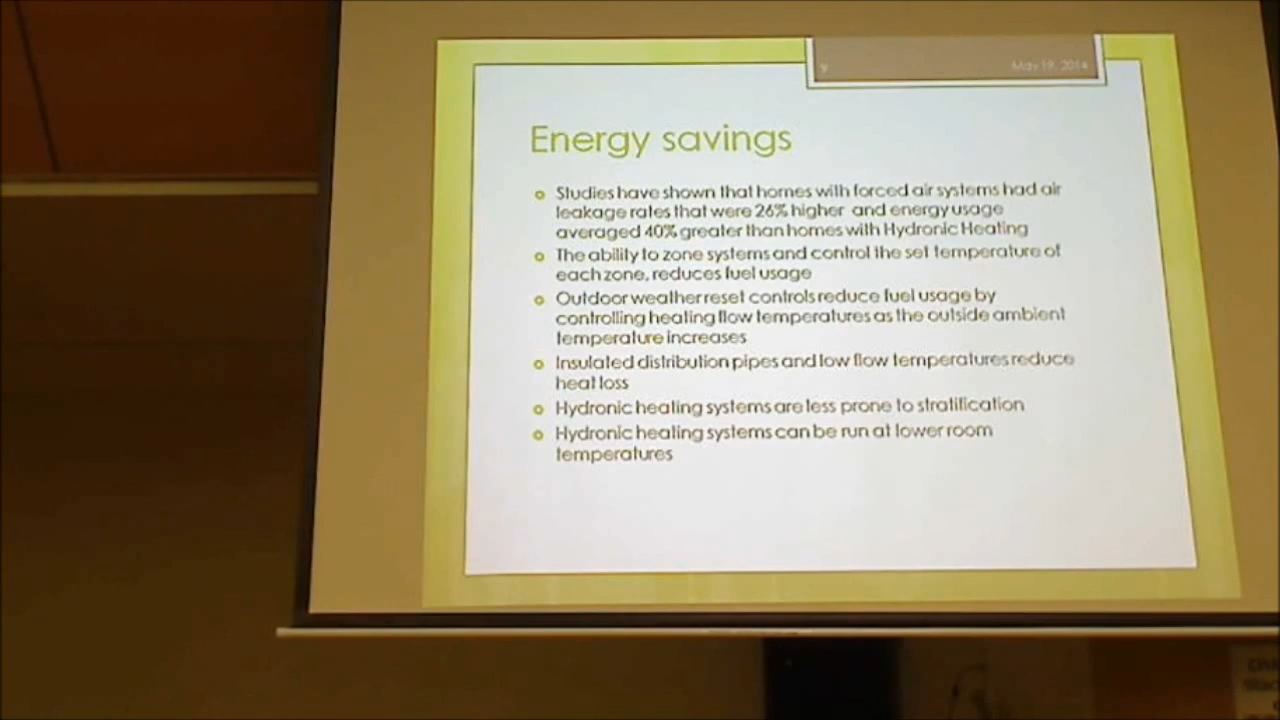 9 May 19, 2014
Energy savings
Studies have shown that homes with forced air systems had air
leakage rates that were 26% higher and energy usage
averaged 40% greater than homes with Hydronic Heating
The ability to zone systems and control the set temperature of
each zone, reduces fuel usage
Outdoor weather reset controls reduce fuel usage by
controlling heating flow temperatures as the outside ambient
temperature increases
Insulated distribution pipes and low flow temperatures reduce
heat loss
Hydronic heating systems are less prone to stratification
Hydronic heating systems can be run at lower room
temperatures